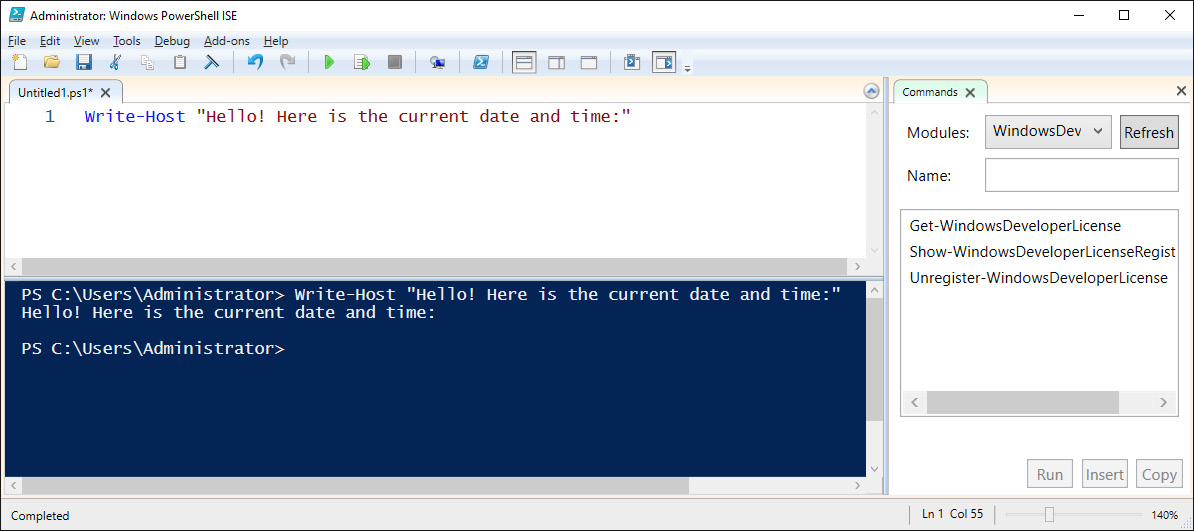 Administrator: Windows PowerShell ISE
File Edit View Tools Debug Add-ons Help
Untitled1.ps1*
1 Write-Host "Hello! Here is the current date and time:"
PS C:\Users\Administrator> Write-Host "Hello! Here is the current date and time:"
Hello! Here is the current date and time:
PS C:\Users\Administrator>
Commands
Modules: WindowsDev Refresh
Name:
Get-WindowsDeveloperLicense
Show-WindowsDeveloperLicenseRegist
Unregister-WindowsDeveloperLicense
Run Insert Copy
Completed Ln 1 Col 55 140%